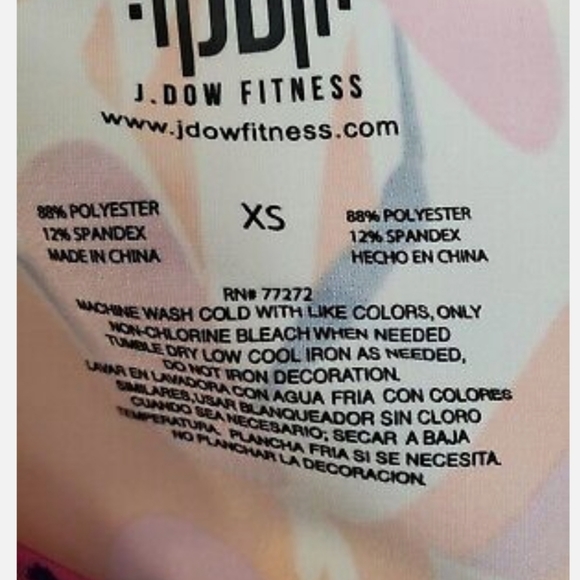 J.DOW FITNESS
www.jdowfitness.com
88% POLYESTER
12% SPANDEX
MADE IN CHINA
XS
88% POLYESTER
12% SPANDEX
HECHO EN CHINA
RN# 77272
MACHINE WASH COLD WITH LIKE COLORS, ONLY
NON-CHLORINE BLEACH WHEN NEEDED
TUMBLE DRY LOW COOL IRON AS NEEDED,
DO NOT IRON DECORATION.
LAVAR EN LAVADORA CON AGUA FRIA CON COLORES
SIMILARES,USAR BLANQUEADOR SIN CLORO
CUANDO SEA NECESARIO; SECAR A BAJA
TEMPERATURA. PLANCHA FRIA SI SE NECESITA.
NO PLANCHAR LA DECORACION.